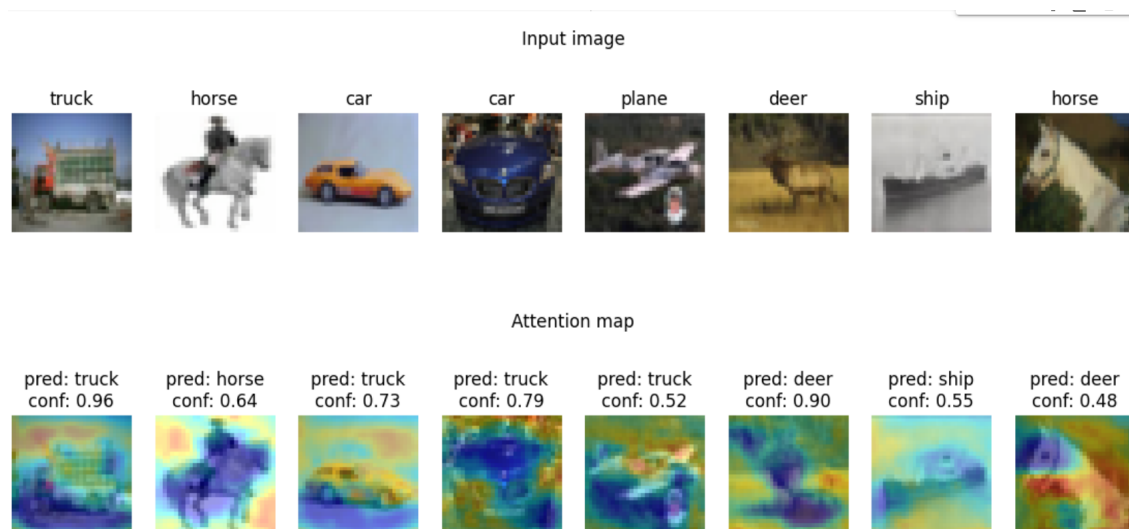 Input image
truck horse car car plane deer ship horse
Attention map
pred: truck pred: horse pred: truck pred: truck pred: truck pred: deer pred: ship pred: deer
conf: 0.96 conf: 0.64 conf: 0.73 conf: 0.79 conf: 0.52 conf: 0.90 conf: 0.55 conf: 0.48